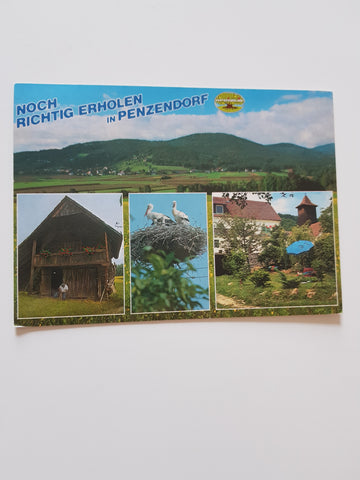 NOCH
RICHTIG ERHOLEN
IN PENZENDORF